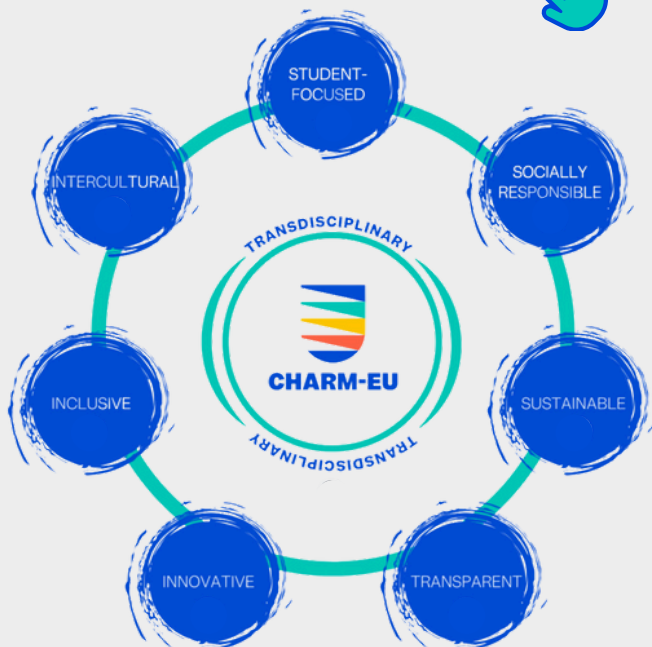 STUDENT-
FOCUSED
INTERCULTURAL
SOCIALLY
RESPONSIBLE
TRANSDISCIPLINARY
CHARM-EU
INCLUSIVE
SUSTAINABLE
TRANSDISCIPLINARY
INNOVATIVE
TRANSPARENT